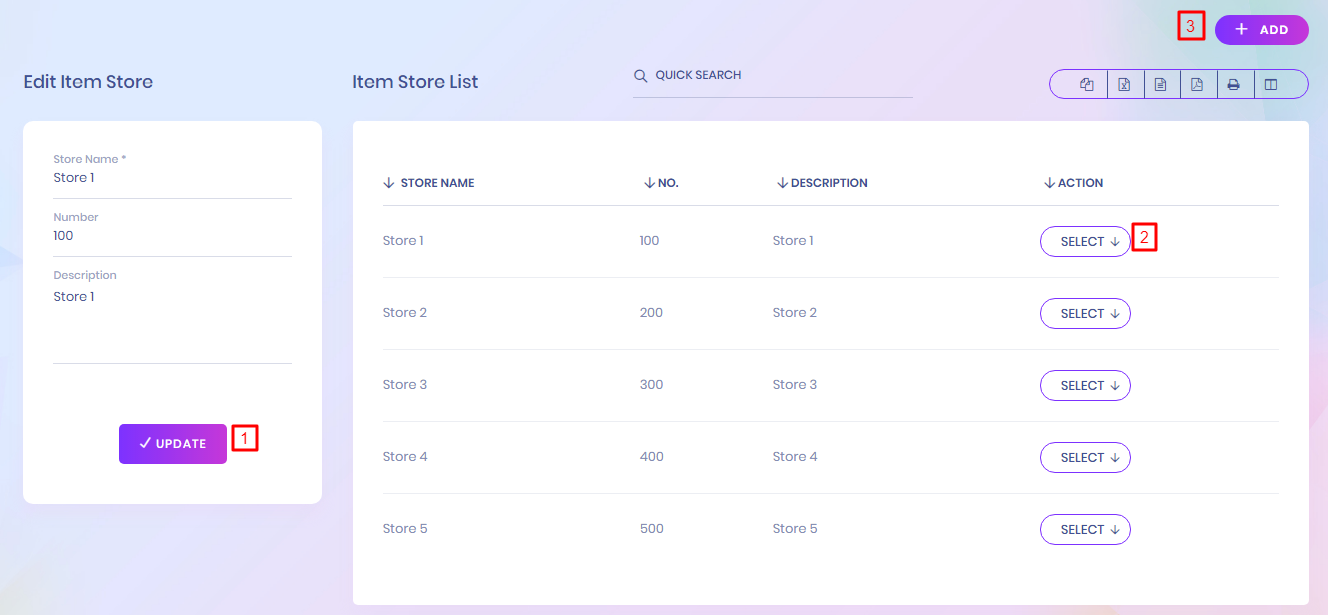 3
+ ADD
Edit Item Store
Item Store List
QUICK SEARCH
Store Name *
Store 1
Number
100
Description
Store 1
✓ UPDATE
1
↓ STORE NAME ↓ NO. ↓ DESCRIPTION ↓ ACTION
Store 1 100 Store 1 SELECT ↓
2
Store 2 200 Store 2 SELECT ↓
Store 3 300 Store 3 SELECT ↓
Store 4 400 Store 4 SELECT ↓
Store 5 500 Store 5 SELECT ↓